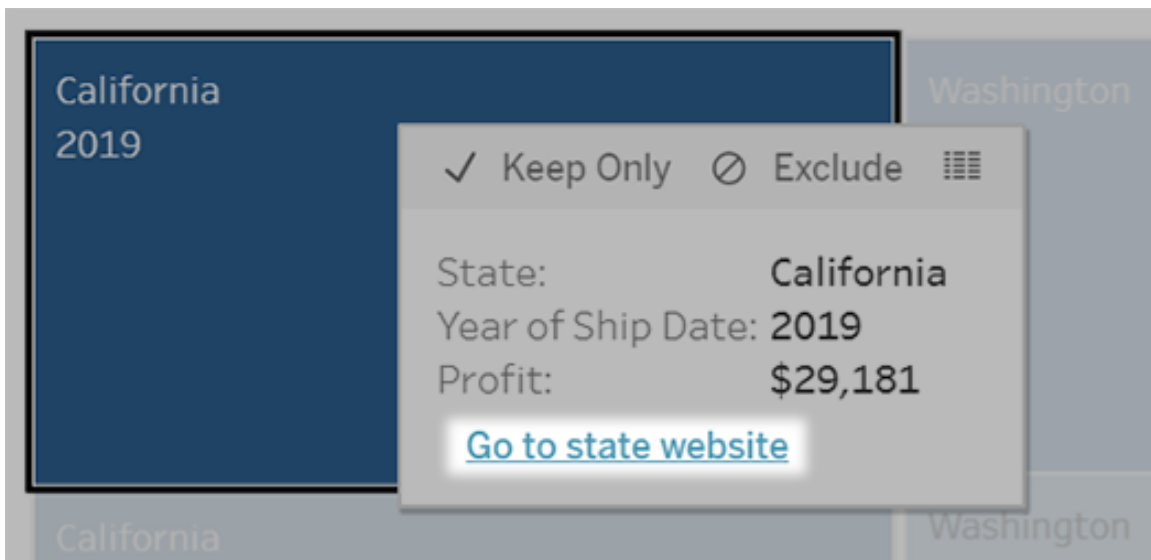 California
2019
Washington
Keep Only Exclude
State: California
Year of Ship Date: 2019
Profit: $29,181
Go to state website
California
Washington